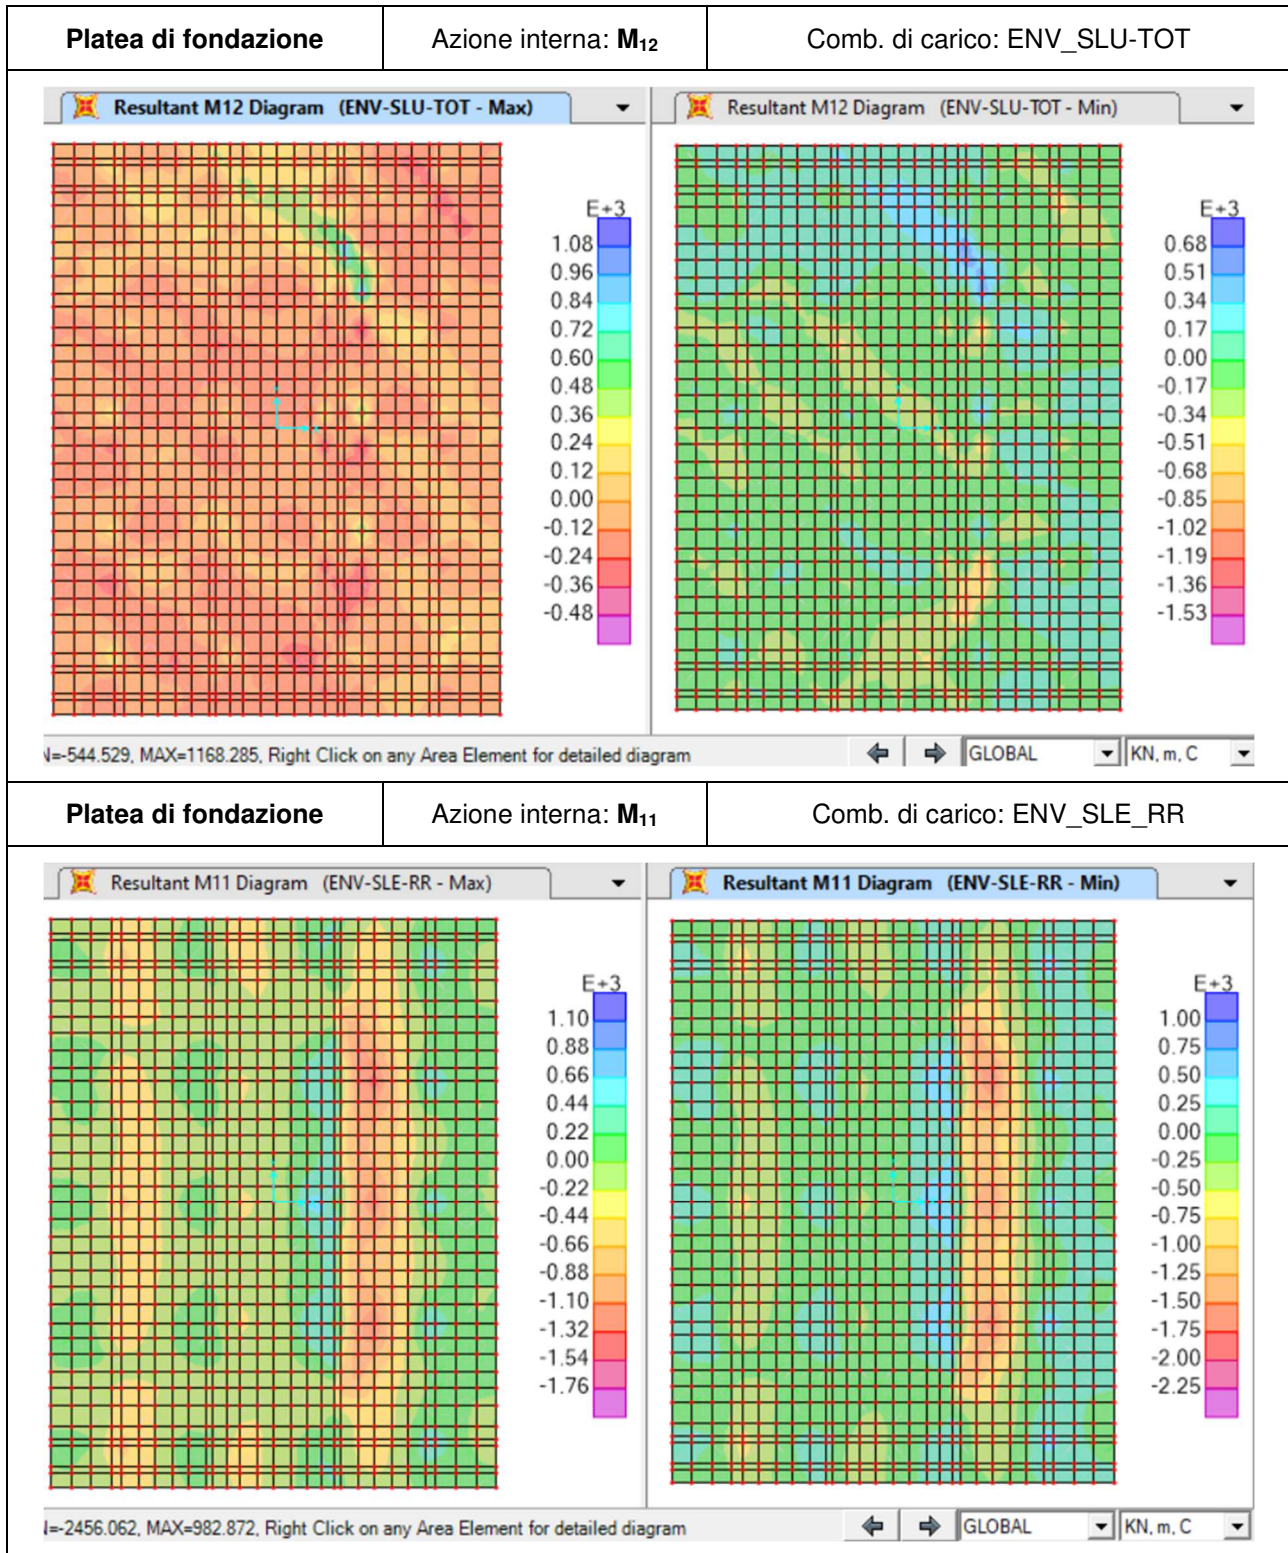 Platea di fondazione
Azione interna: M12
Comb. di carico: ENV_SLU-TOT
Resultant M12 Diagram (ENV-SLU-TOT - Max)
Resultant M12 Diagram (ENV-SLU-TOT - Min)
E+3
1.08
0.96
0.84
0.72
0.60
0.48
0.36
0.24
0.12
0.00
-0.12
-0.24
-0.36
-0.48
E+3
0.68
0.51
0.34
0.17
0.00
-0.17
-0.34
-0.51
-0.68
-0.85
-1.02
-1.19
-1.36
-1.53
N=-544.529, MAX=1168.285, Right Click on any Area Element for detailed diagram
GLOBAL
KN, m, C
Platea di fondazione
Azione interna: M11
Comb. di carico: ENV_SLE_RR
Resultant M11 Diagram (ENV-SLE-RR - Max)
Resultant M11 Diagram (ENV-SLE-RR - Min)
E+3
1.10
0.88
0.66
0.44
0.22
0.00
-0.22
-0.44
-0.66
-0.88
-1.10
-1.32
-1.54
-1.76
E+3
1.00
0.75
0.50
0.25
0.00
-0.25
-0.50
-0.75
-1.00
-1.25
-1.50
-1.75
-2.00
-2.25
=-2456.062, MAX=982.872, Right Click on any Area Element for detailed diagram
GLOBAL
KN, m, C